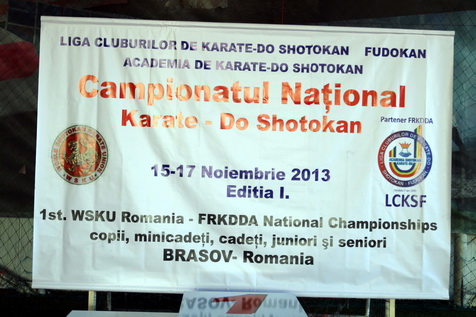 LIGA CLUBURILOR DE KARATE-DO SHOTOKAN FUDOKAN
ACADEMIA DE KARATE-DO SHOTOKAN
Campionatul Național
Karate - Do Shotokan
Partener FRKTDA
15-17 Noiembrie 2013
Editia I.
LCKSF
1st. WSKU Romania - FRKDDA National Championships
copii, minicadeți, cadeți, juniori și seniori
BRASOV- Romania